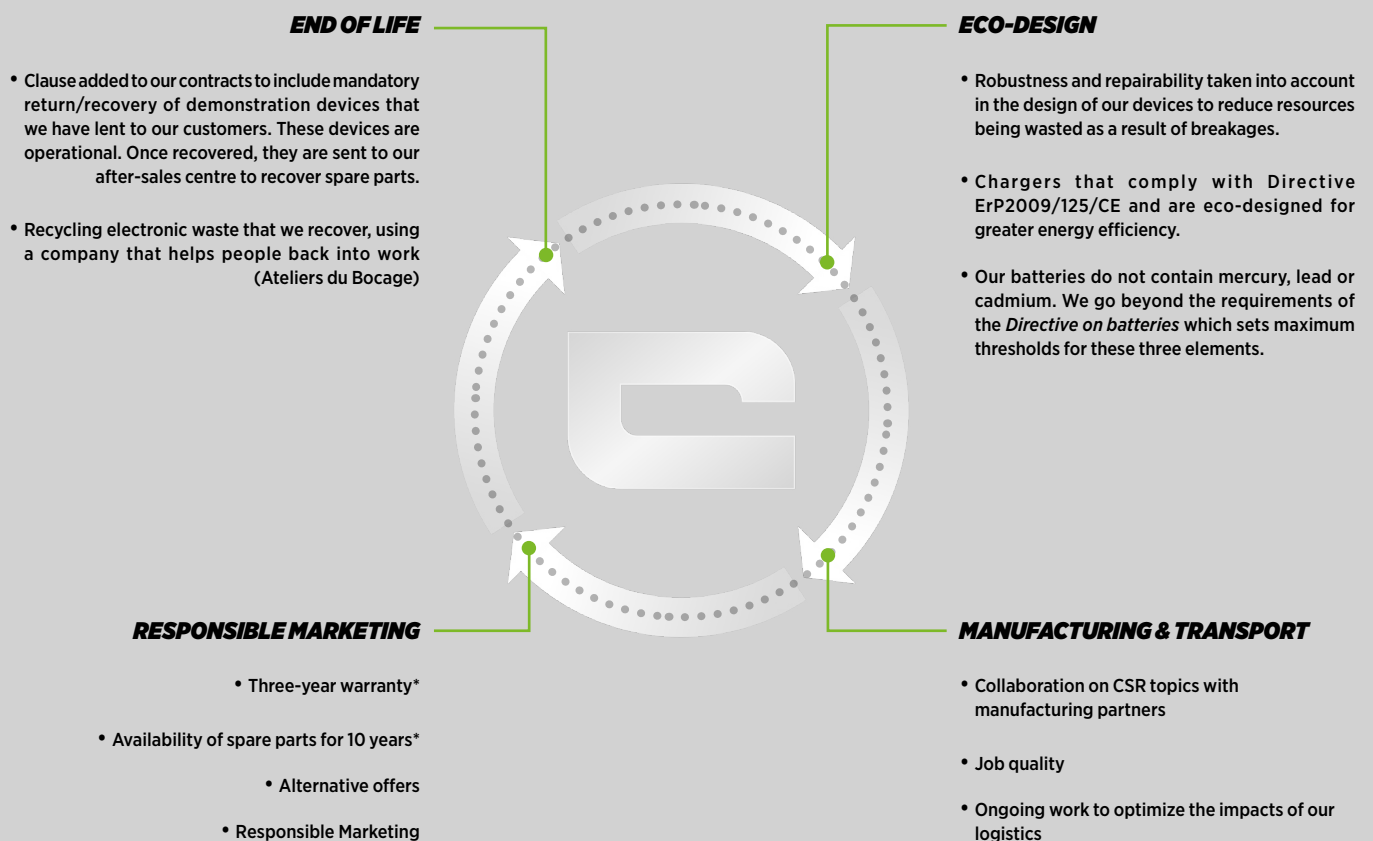 END OF LIFE
• Clause added to our contracts to include mandatory
return/recovery of demonstration devices that
we have lent to our customers. These devices are
operational. Once recovered, they are sent to our
after-sales centre to recover spare parts.
• Recycling electronic waste that we recover, using
a company that helps people back into work
(Ateliers du Bocage)
ECO-DESIGN
• Robustness and repairability taken into account
in the design of our devices to reduce resources
being wasted as a result of breakages.
• Chargers that comply with Directive
ErP2009/125/CE and are eco-designed for
greater energy efficiency.
• Our batteries do not contain mercury, lead or
cadmium. We go beyond the requirements of
the Directive on batteries which sets maximum
thresholds for these three elements.
RESPONSIBLE MARKETING
• Three-year warranty*
• Availability of spare parts for 10 years*
• Alternative offers
• Responsible Marketing
MANUFACTURING & TRANSPORT
• Collaboration on CSR topics with
manufacturing partners
• Job quality
• Ongoing work to optimize the impacts of our
logistics